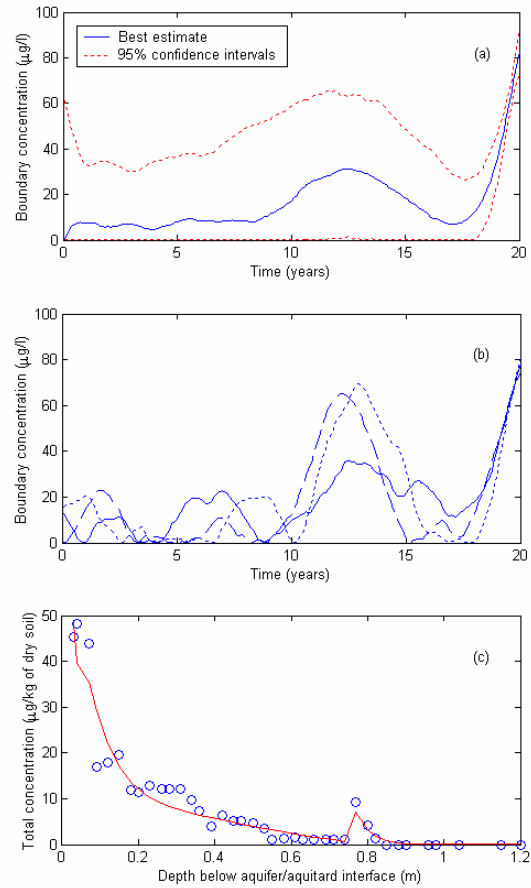 100
80
60
40
20
0
Boundary concentration (μg/l)
Best estimate
95% confidence intervals
(a)
0 5 10 15 20
Time (years)
100
80
60
40
20
0
Boundary concentration (μg/l)
(b)
0 5 10 15 20
Time (years)
50
40
30
20
10
0
Total concentration (μg/kg of dry soil)
(c)
0 0.2 0.4 0.6 0.8 1.0 1.2
Depth below aquifer/aquitard interface (m)